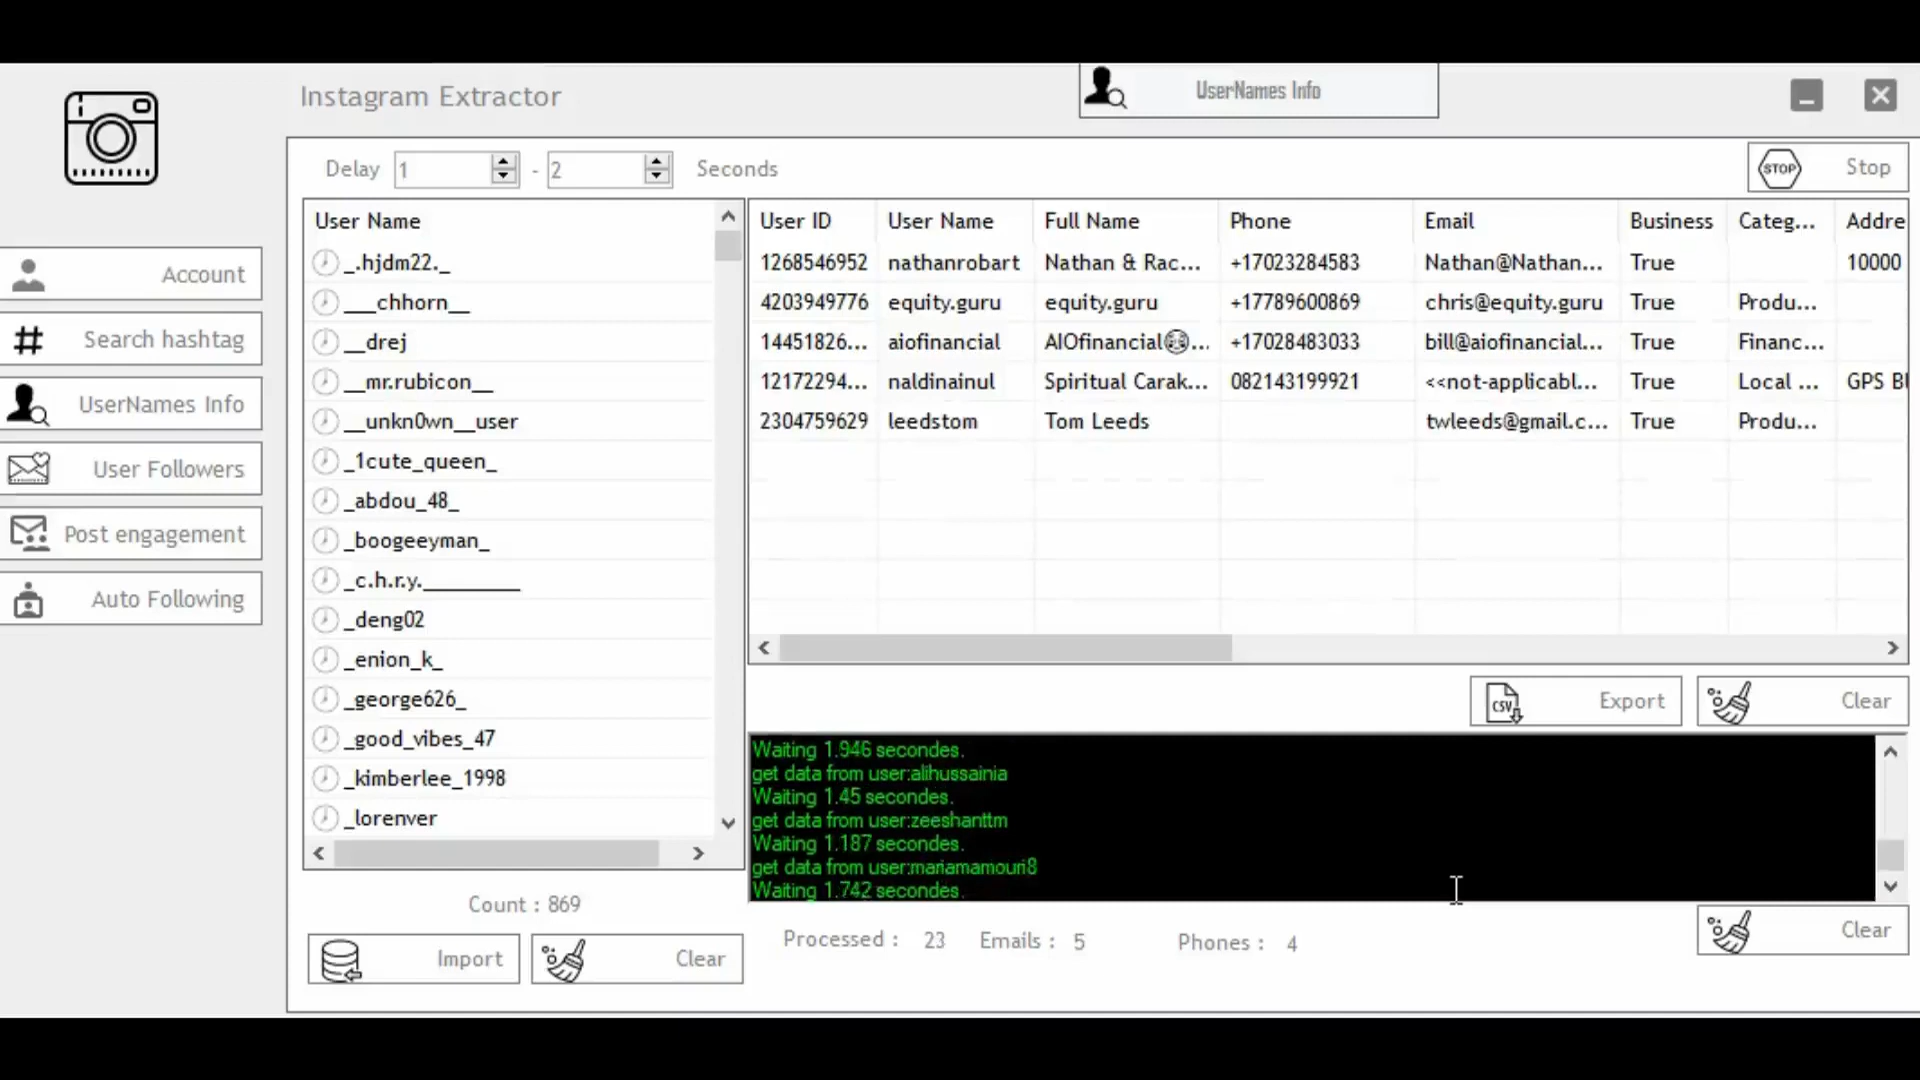 Instagram Extractor
UserNames Info
Delay 1 - 2 Seconds
STOP Stop
Account
Search hashtag
UserNames Info
User Followers
Post engagement
Auto Following
User Name
_.hjdm22._
___chhorn__
__drej
__mr.rubicon__
__unkn0wn__user
_1cute_queen_
_abdou_48_
_boogeeyman_
_c.h.r.y.________
_deng02
_enion_k_
_george626_
_good_vibes_47
_kimberlee_1998
_lorenver
Count : 869
Import
Clear
User ID User Name Full Name Phone Email Business Categ... Addre
1268546952 nathanrobart Nathan & Rac... +17023284583 Nathan@Nathan... True 10000
4203949776 equity.guru equity.guru +17789600869 chris@equity.guru True Produ...
14451826... aiofinancial AIOfinancial... +17028483033 bill@aiofinancial... True Financ...
12172294... naldinainul Spiritual Carak... 082143199921 <<not-applicabl... True Local ... GPS Bl
2304759629 leedstom Tom Leeds twleeds@gmail.c... True Produ...
CSV Export
Clear
Waiting 1.946 secondes.
get data from user:alihussainia
Waiting 1.45 secondes.
get data from user:zeeshanttm
Waiting 1.187 secondes.
get data from user:mariamamouri8
Waiting 1.742 secondes.
Processed : 23 Emails : 5 Phones : 4
Clear